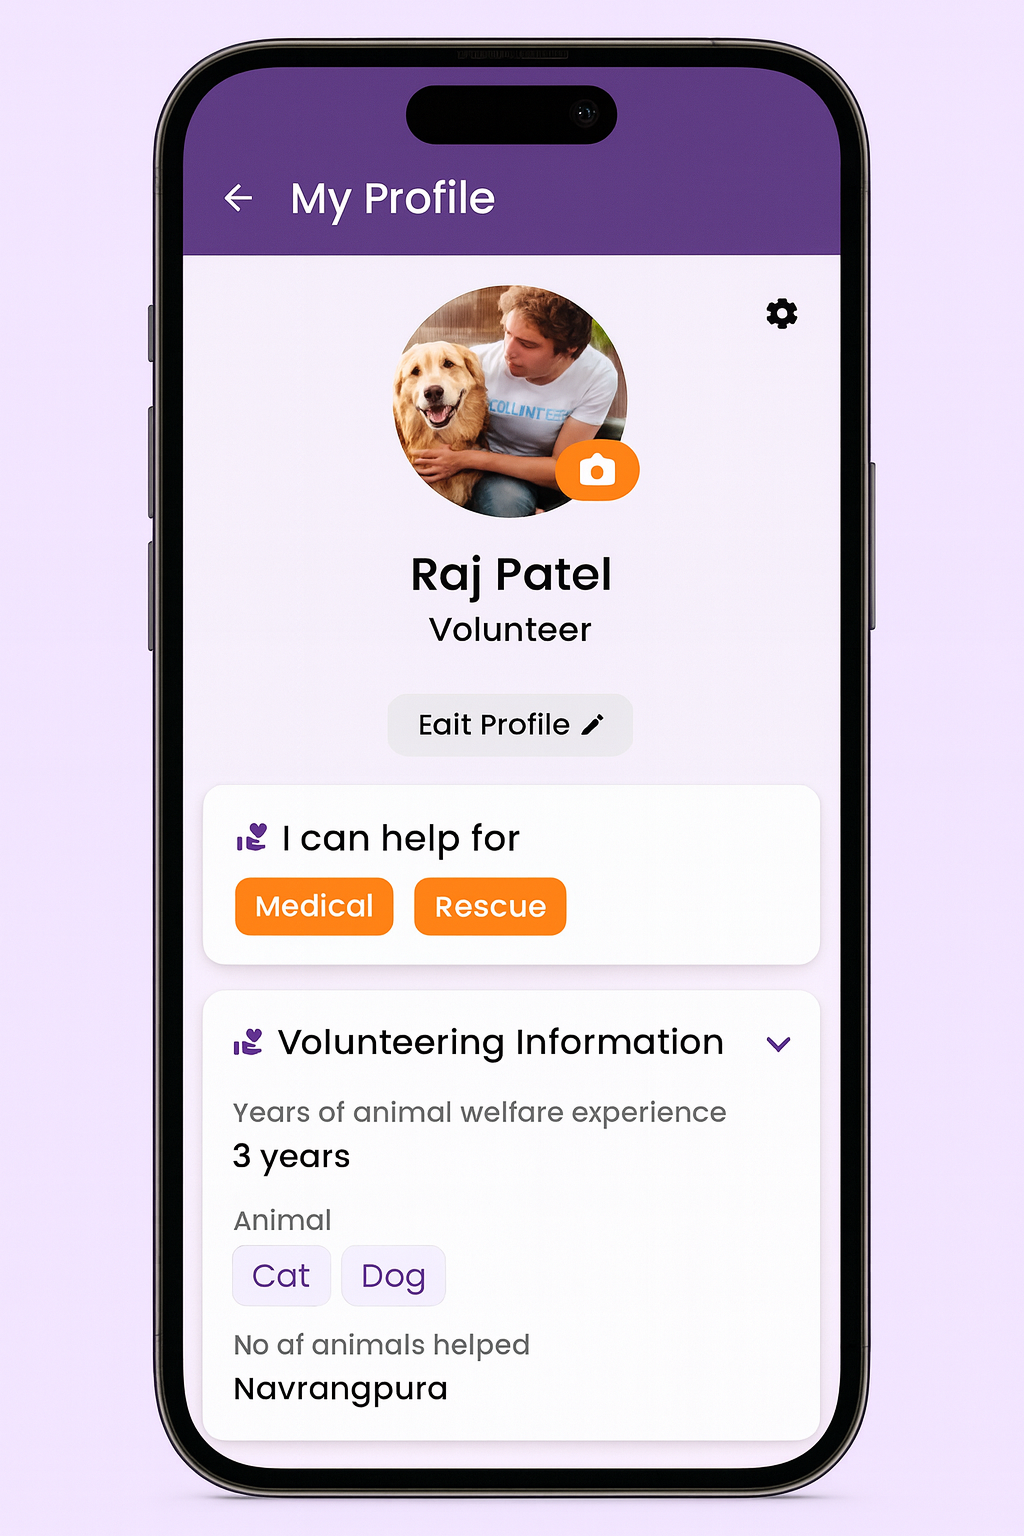 My Profile
COLLINTEE
Raj Patel
Volunteer
Eait Profile
I can help for
Medical Rescue
Volunteering Information
Years of animal welfare experience
3 years
Animal
Cat Dog
No af animals helped
Navrangpura